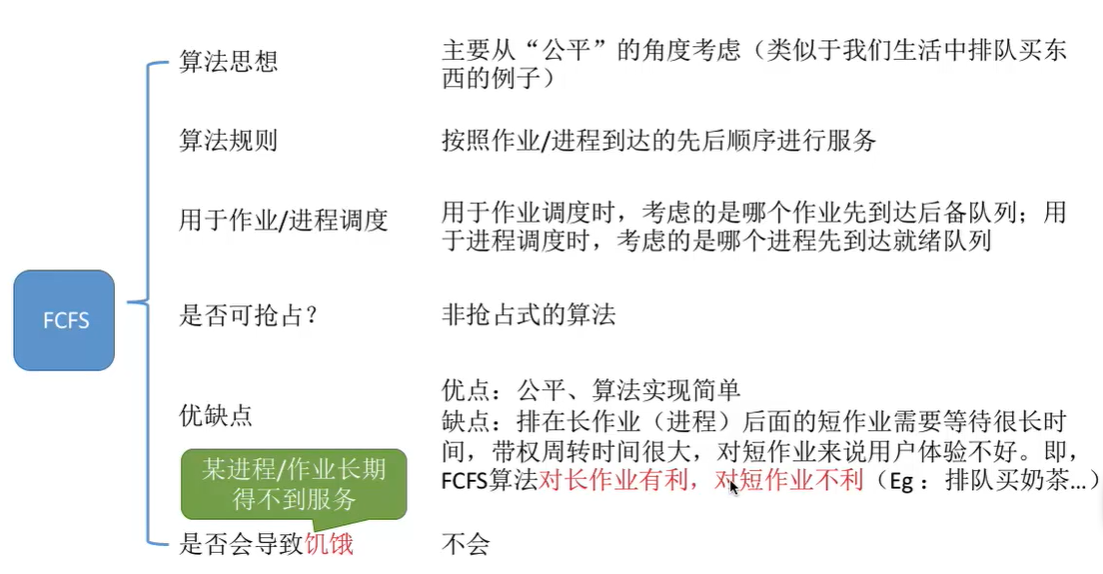 算法思想
主要从“公平”的角度考虑（类似于我们生活中排队买东
西的例子）
算法规则
按照作业/进程到达的先后顺序进行服务
用于作业/进程调度
用于作业调度时，考虑的是哪个作业先到达后备队列；用
于进程调度时，考虑的是哪个进程先到达就绪队列
FCFS
是否可抢占？
非抢占式的算法
优缺点
优点：公平、算法实现简单
缺点：排在长作业（进程）后面的短作业需要等待很长时
间，带权周转时间很大，对短作业来说用户体验不好。即，
FCFS算法对长作业有利，对短作业不利（Eg：排队买奶茶...）
某进程/作业长期
得不到服务
是否会导致饥饿
不会